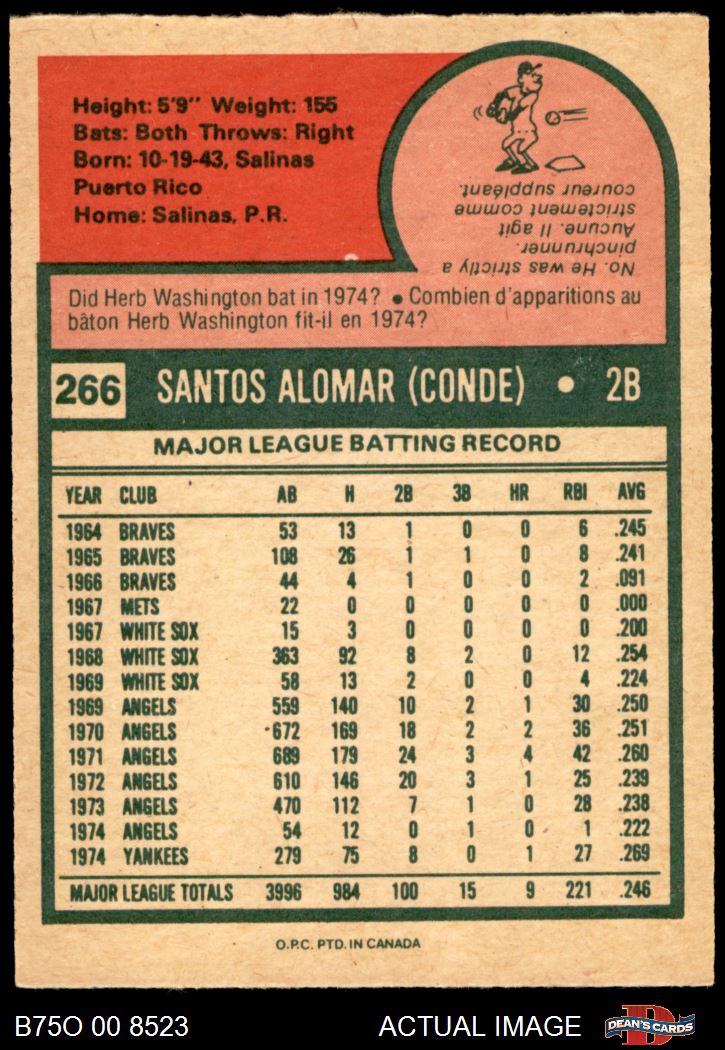 Height: 5'9" Weight: 155
Bats: Both Throws: Right
Born: 10-19-43, Salinas
Puerto Rico
Home: Salinas, P.R.
No. He was strictly a
pinchrunner.
Aucune. Il agit
strictement comme
coureur suppléant.
Did Herb Washington bat in 1974? ● Combien d'apparitions au
bâton Herb Washington fit-il en 1974?
266 SANTOS ALOMAR (CONDE) • 2B
MAJOR LEAGUE BATTING RECORD
YEAR CLUB AB H 2B 3B HR RBI AVG
1964 BRAVES 53 13 1 0 0 6 .245
1965 BRAVES 108 26 1 1 0 8 .241
1966 BRAVES 44 4 1 0 0 2 .091
1967 METS 22 0 0 0 0 0 .000
1967 WHITE SOX 15 3 0 0 0 0 .200
1968 WHITE SOX 363 92 8 2 0 12 .254
1969 WHITE SOX 58 13 2 0 0 4 .224
1969 ANGELS 559 140 10 2 1 30 .250
1970 ANGELS 672 169 18 2 2 36 .251
1971 ANGELS 689 179 24 3 4 42 .260
1972 ANGELS 610 146 20 3 1 25 .239
1973 ANGELS 470 112 7 1 0 28 .238
1974 ANGELS 54 12 0 1 0 1 .222
1974 YANKEES 279 75 8 0 1 27 .269
MAJOR LEAGUE TOTALS 3996 984 100 15 9 221 .246
O.P.C. PTD. IN CANADA
B75O 00 8523 ACTUAL IMAGE
D
DEAN'S CARDS